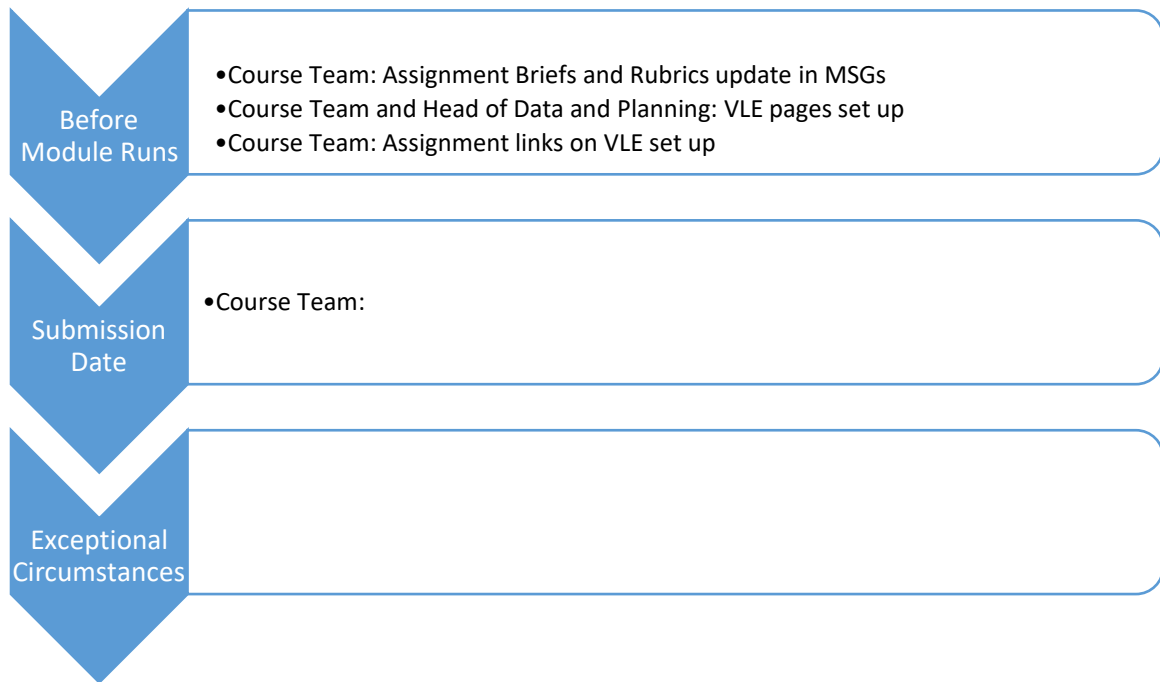 Before
Module Runs
•Course Team: Assignment Briefs and Rubrics update in MSGs
•Course Team and Head of Data and Planning: VLE pages set up
•Course Team: Assignment links on VLE set up
Submission
Date
•Course Team:
Exceptional
Circumstances